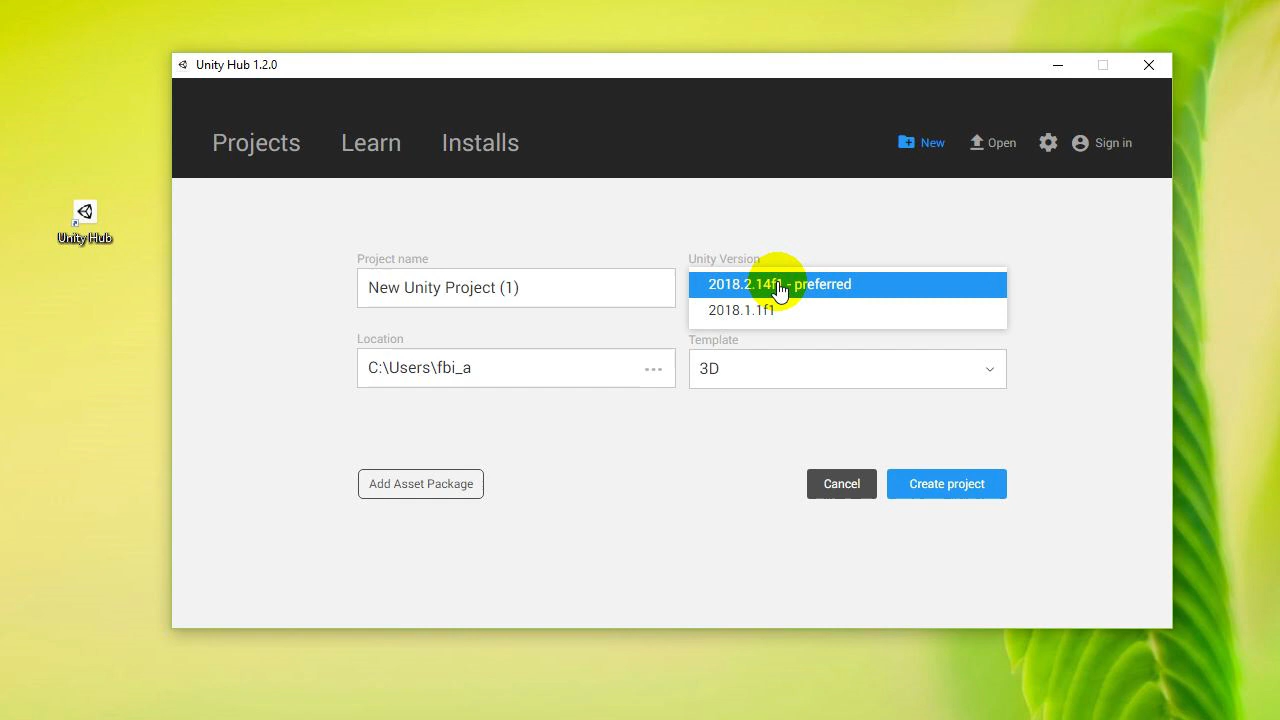 Unity Hub 1.2.0
Projects
Learn
Installs
New
Open
Sign in
Unity Hub
Project name
New Unity Project (1)
Unity Version
2018.2.14f1 - preferred
2018.1.1f1
Location
C:\Users\fbi_a
Template
3D
Add Asset Package
Cancel
Create project